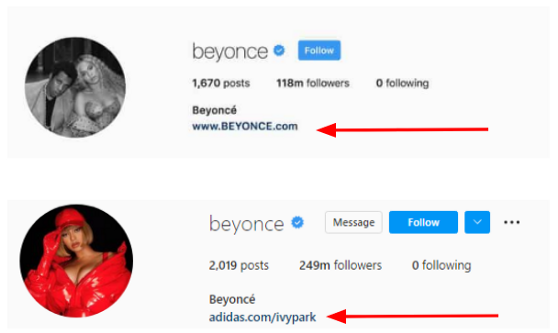 beyonce Follow
1,670 posts 118m followers 0 following
Beyoncé
www.BEYONCE.com
beyonce Message Follow
2,019 posts 249m followers 0 following
Beyoncé
adidas.com/ivypark